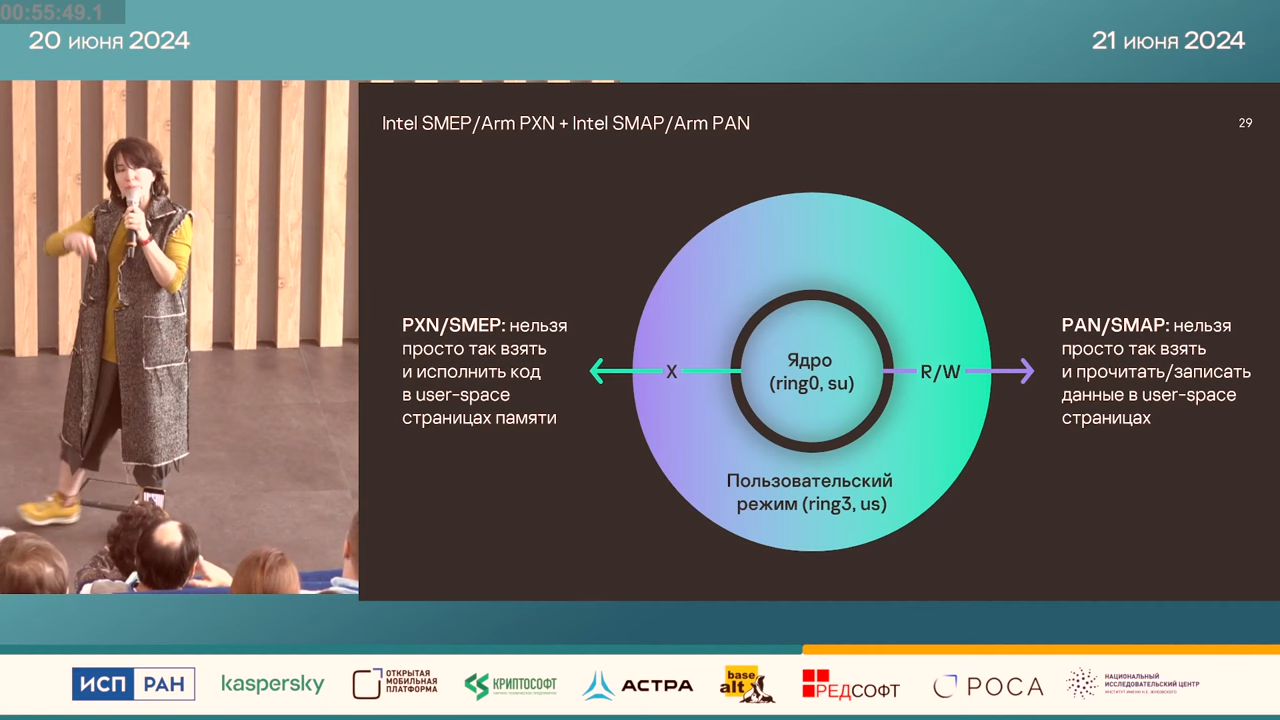 00:55:49.1
20 июня 2024
21 июня 2024
Intel SMEP/Arm PXN + Intel SMAP/Arm PAN
29
PXN/SMEP: нельзя
просто так взять
и исполнить код
в user-space
страницах памяти
X
Ядро
(ring0, su)
R/W
PAN/SMAP: нельзя
просто так взять
и прочитать/записать
данные в user-space
страницах
Пользовательский
режим (ring3, us)
ИСП РАН
kaspersky
ОТКРЫТАЯ
МОБИЛЬНАЯ
ПЛАТФОРМА
КРИПТОСОФТ
АСТРА
base
alt
РЕДСОФТ
РОСА
НАЦИОНАЛЬНЫЙ
ИССЛЕДОВАТЕЛЬСКИЙ ЦЕНТР